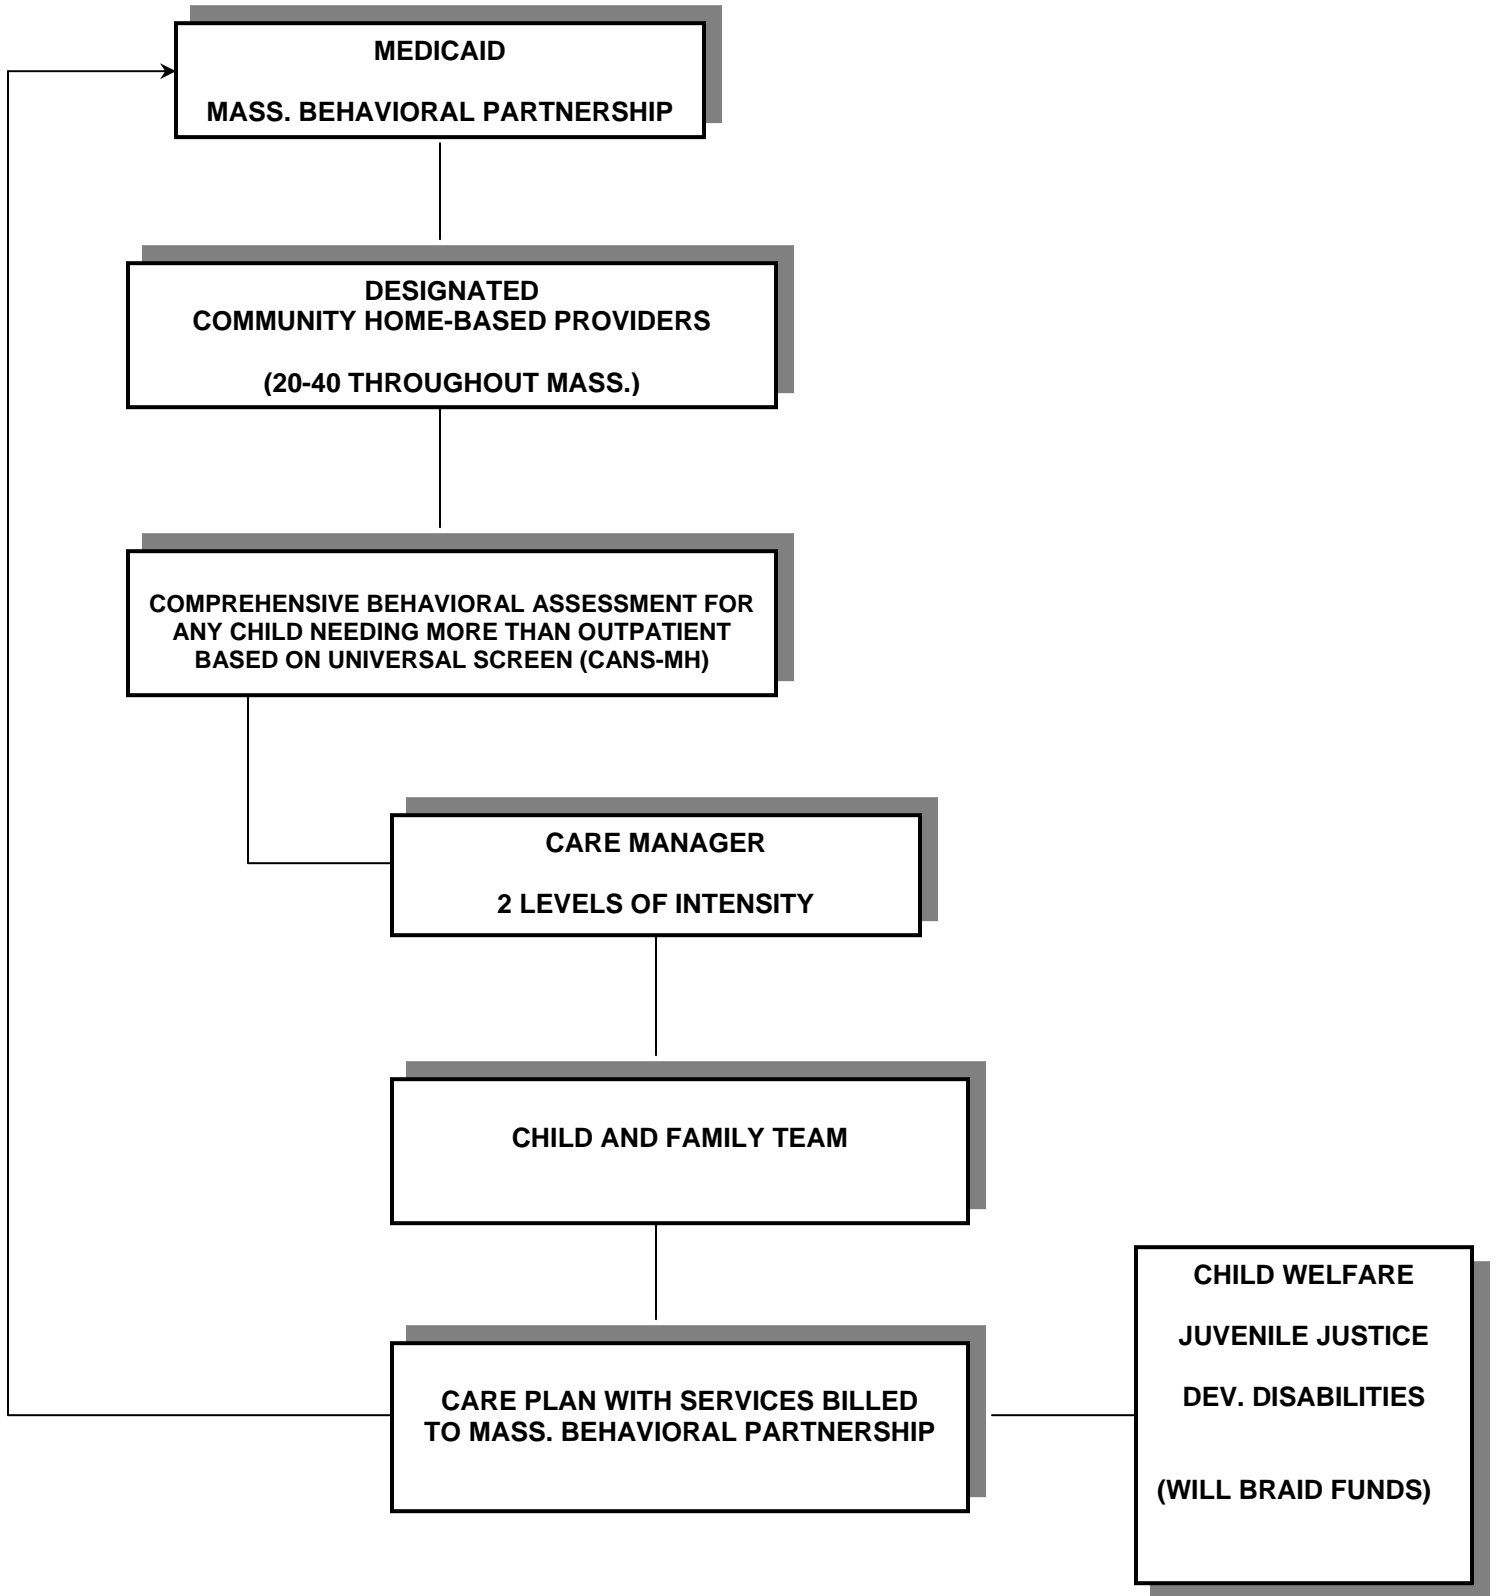 MEDICAID
MASS. BEHAVIORAL PARTNERSHIP
DESIGNATED
COMMUNITY HOME-BASED PROVIDERS
(20-40 THROUGHOUT MASS.)
COMPREHENSIVE BEHAVIORAL ASSESSMENT FOR
ANY CHILD NEEDING MORE THAN OUTPATIENT
BASED ON UNIVERSAL SCREEN (CANS-MH)
CARE MANAGER
2 LEVELS OF INTENSITY
CHILD AND FAMILY TEAM
CARE PLAN WITH SERVICES BILLED
TO MASS. BEHAVIORAL PARTNERSHIP
CHILD WELFARE
JUVENILE JUSTICE
DEV. DISABILITIES
(WILL BRAID FUNDS)